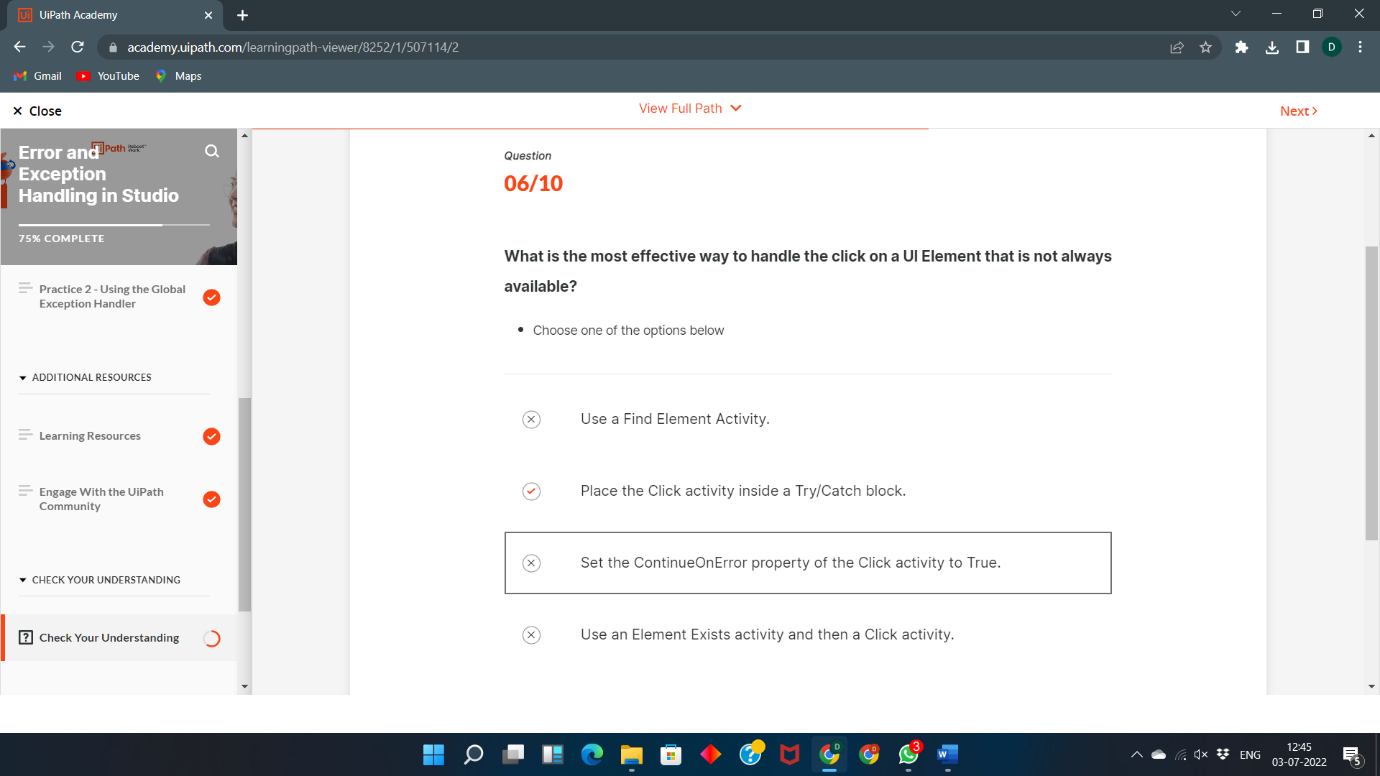 UiPath Academy
academy.uipath.com/learningpath-viewer/8252/1/507114/2
D
Gmail YouTube Maps
Close
View Full Path
Next
Error and
Exception
Handling in Studio
Ui Path
75% COMPLETE
Practice 2 - Using the Global
Exception Handler
ADDITIONAL RESOURCES
Learning Resources
Engage With the UiPath
Community
CHECK YOUR UNDERSTANDING
? Check Your Understanding
Question
06/10
What is the most effective way to handle the click on a UI Element that is not always
available?
• Choose one of the options below
Use a Find Element Activity.
Place the Click activity inside a Try/Catch block.
Set the ContinueOnError property of the Click activity to True.
Use an Element Exists activity and then a Click activity.
3
ENG
12:45
03-07-2022
5